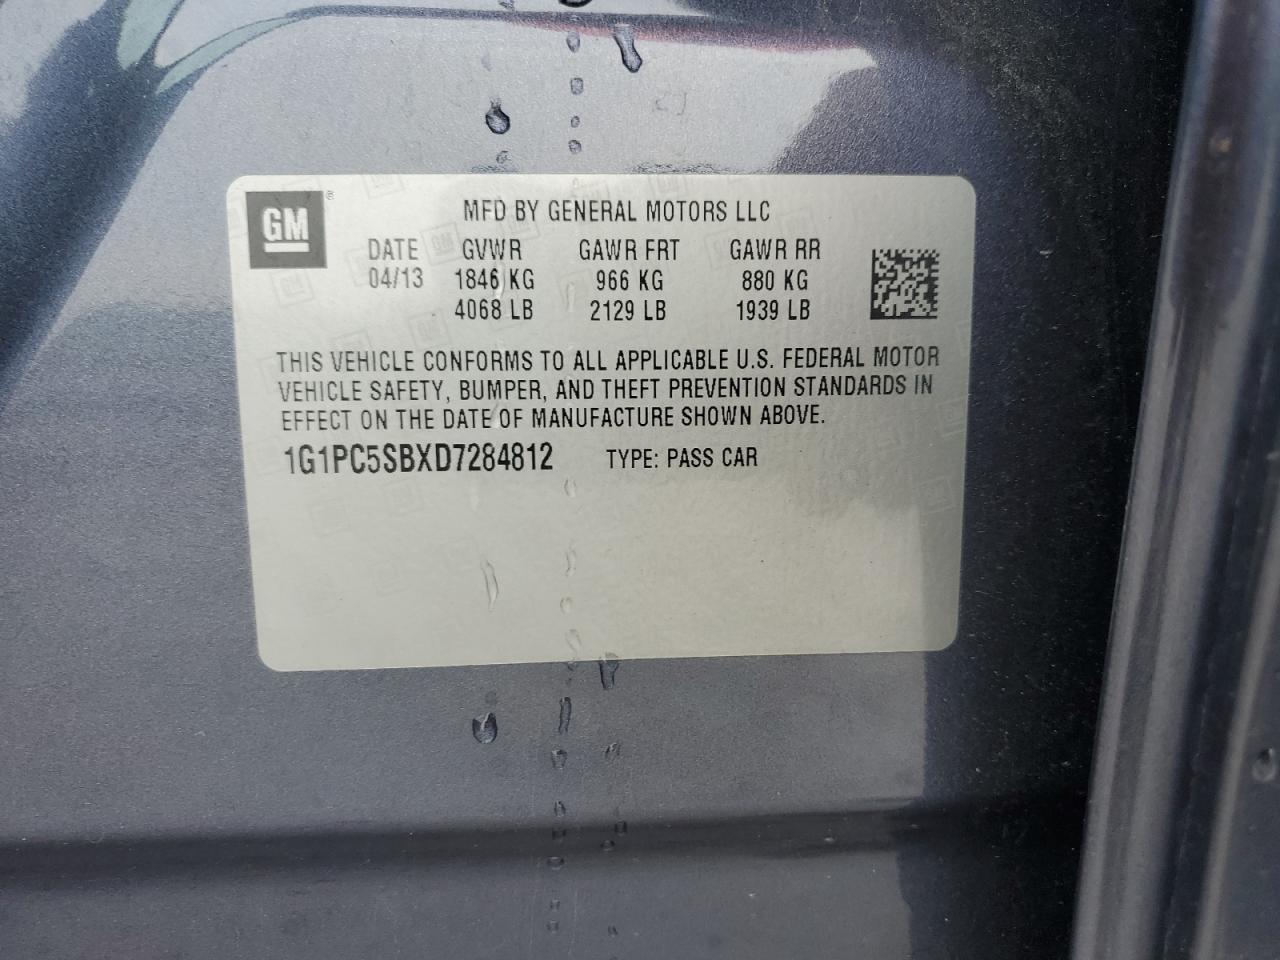 GM ®
MFD BY GENERAL MOTORS LLC
DATE GVWR GAWR FRT GAWR RR
04/13 1846 KG 966 KG 880 KG
4068 LB 2129 LB 1939 LB
THIS VEHICLE CONFORMS TO ALL APPLICABLE U.S. FEDERAL MOTOR
VEHICLE SAFETY, BUMPER, AND THEFT PREVENTION STANDARDS IN
EFFECT ON THE DATE OF MANUFACTURE SHOWN ABOVE.
1G1PC5SBXD7284812 TYPE: PASS CAR